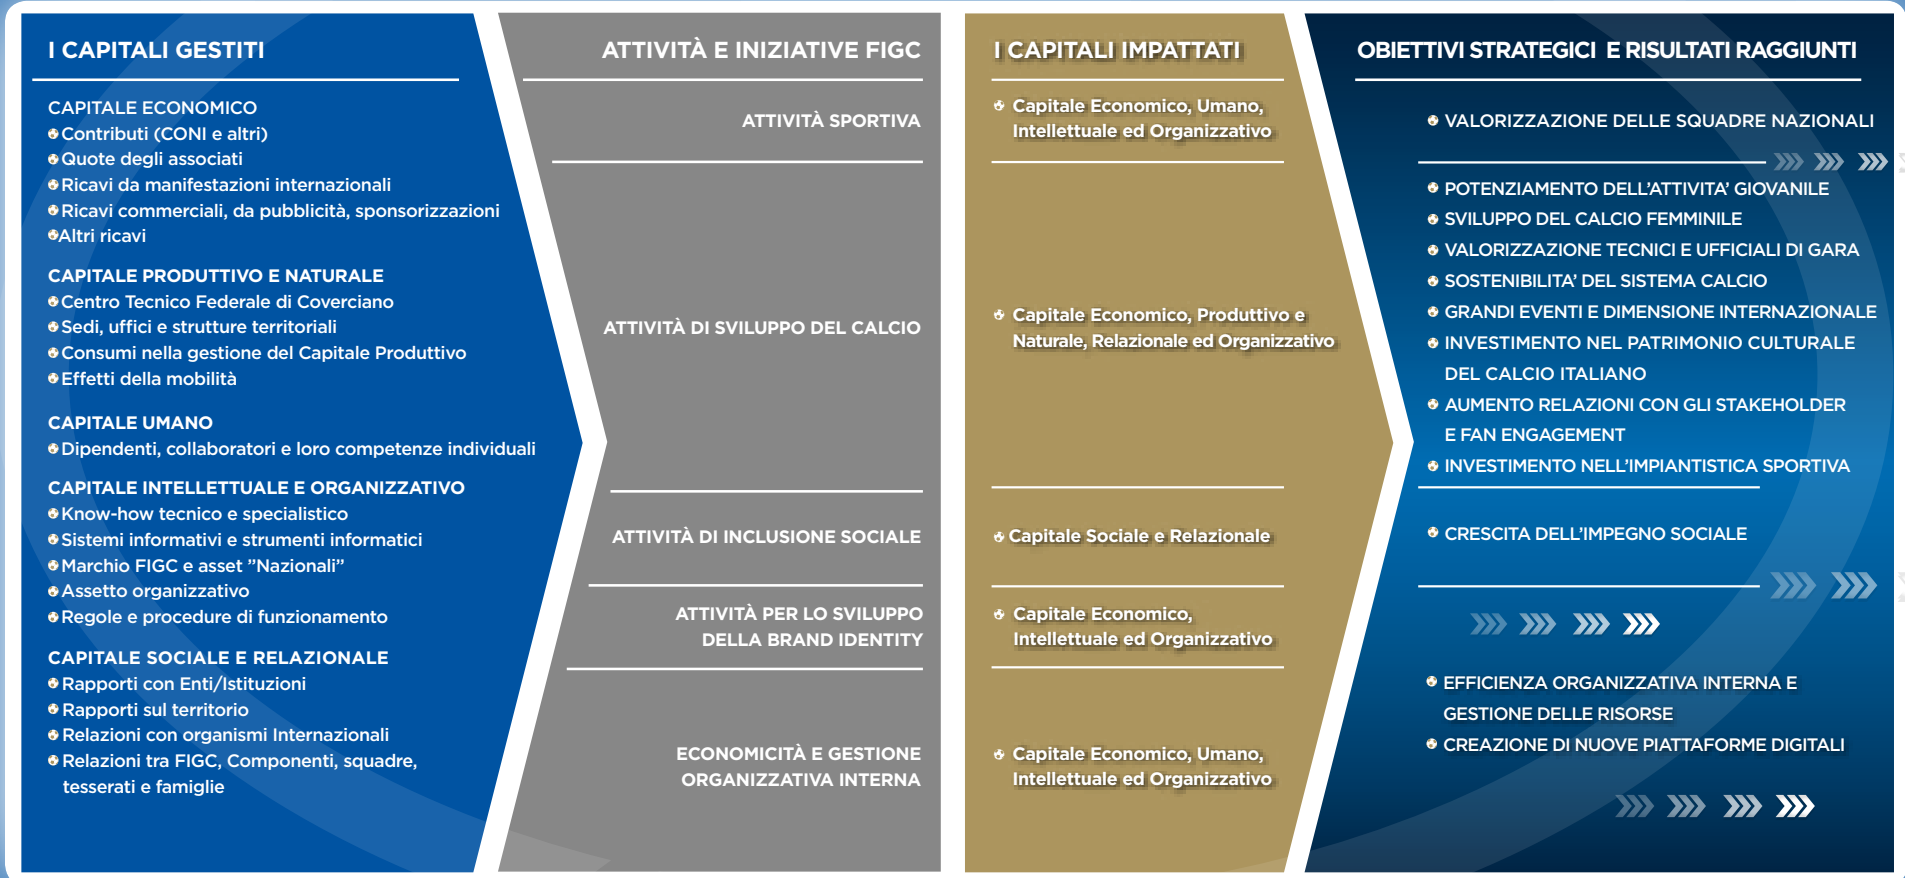 I CAPITALI GESTITI
CAPITALE ECONOMICO
Contributi (CONI e altri)
Quote degli associati
Ricavi da manifestazioni internazionali
Ricavi commerciali, da pubblicità, sponsorizzazioni
Altri ricavi
CAPITALE PRODUTTIVO E NATURALE
Centro Tecnico Federale di Coverciano
Sedi, uffici e strutture territoriali
Consumi nella gestione del Capitale Produttivo
Effetti della mobilità
CAPITALE UMANO
Dipendenti, collaboratori e loro competenze individuali
CAPITALE INTELLETTUALE E ORGANIZZATIVO
Know-how tecnico e specialistico
Sistemi informativi e strumenti informatici
Marchio FIGC e asset ”Nazionali”
Assetto organizzativo
Regole e procedure di funzionamento
CAPITALE SOCIALE E RELAZIONALE
Rapporti con Enti/Istituzioni
Rapporti sul territorio
Relazioni con organismi Internazionali
Relazioni tra FIGC, Componenti, squadre,
tesserati e famiglie
ATTIVITÀ E INIZIATIVE FIGC
ATTIVITÀ SPORTIVA
ATTIVITÀ DI SVILUPPO DEL CALCIO
ATTIVITÀ DI INCLUSIONE SOCIALE
ATTIVITÀ PER LO SVILUPPO
DELLA BRAND IDENTITY
ECONOMICITÀ E GESTIONE
ORGANIZZATIVA INTERNA
I CAPITALI IMPATTATI
Capitale Economico, Umano,
Intellettuale ed Organizzativo
Capitale Economico, Produttivo e
Naturale, Relazionale ed Organizzativo
Capitale Sociale e Relazionale
Capitale Economico,
Intellettuale ed Organizzativo
Capitale Economico, Umano,
Intellettuale ed Organizzativo
OBIETTIVI STRATEGICI E RISULTATI RAGGIUNTI
VALORIZZAZIONE DELLE SQUADRE NAZIONALI
POTENZIAMENTO DELL’ATTIVITA’ GIOVANILE
SVILUPPO DEL CALCIO FEMMINILE
VALORIZZAZIONE TECNICI E UFFICIALI DI GARA
SOSTENIBILITA’ DEL SISTEMA CALCIO
GRANDI EVENTI E DIMENSIONE INTERNAZIONALE
INVESTIMENTO NEL PATRIMONIO CULTURALE
DEL CALCIO ITALIANO
AUMENTO RELAZIONI CON GLI STAKEHOLDER
E FAN ENGAGEMENT
INVESTIMENTO NELL’IMPIANTISTICA SPORTIVA
CRESCITA DELL’IMPEGNO SOCIALE
EFFICIENZA ORGANIZZATIVA INTERNA E
GESTIONE DELLE RISORSE
CREAZIONE DI NUOVE PIATTAFORME DIGITALI